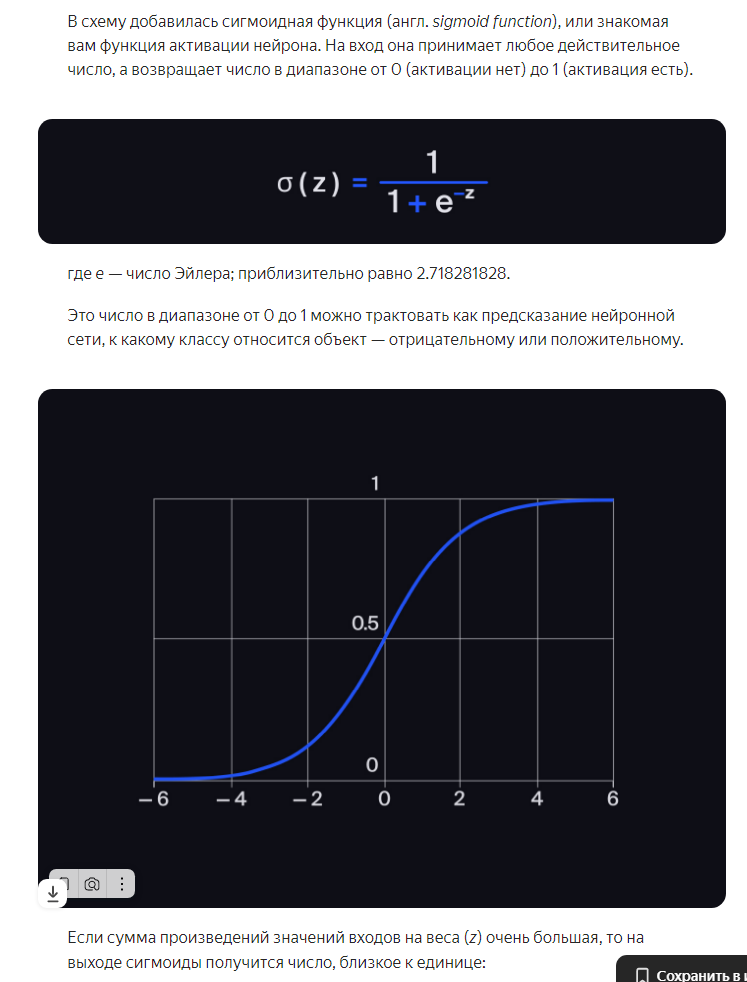 В схему добавилась сигмоидная функция (англ. sigmoid function), или знакомая
вам функция активации нейрона. На вход она принимает любое действительное
число, а возвращает число в диапазоне от 0 (активации нет) до 1 (активация есть).
σ(z) = 1 / (1 + e^−z)
где e — число Эйлера; приблизительно равно 2.718281828.
Это число в диапазоне от 0 до 1 можно трактовать как предсказание нейронной
сети, к какому классу относится объект — отрицательному или положительному.
1
0.5
0
−6 −4 −2 0 2 4 6
Если сумма произведений значений входов на веса (z) очень большая, то на
выходе сигмоиды получится число, близкое к единице:
Сохранить в